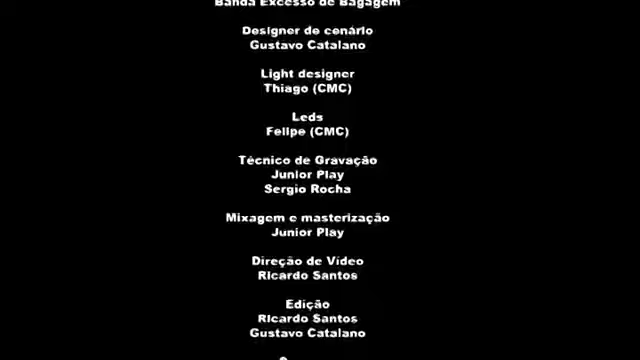 Banda Excesso de Bagagem
Designer de cenário
Gustavo Catalano
Light designer
Thiago (CMC)
Leds
Felipe (CMC)
Técnico de Gravação
Junior Play
Sergio Rocha
Mixagem e masterização
Junior Play
Direção de Vídeo
Ricardo Santos
Edição
Ricardo Santos
Gustavo Catalano